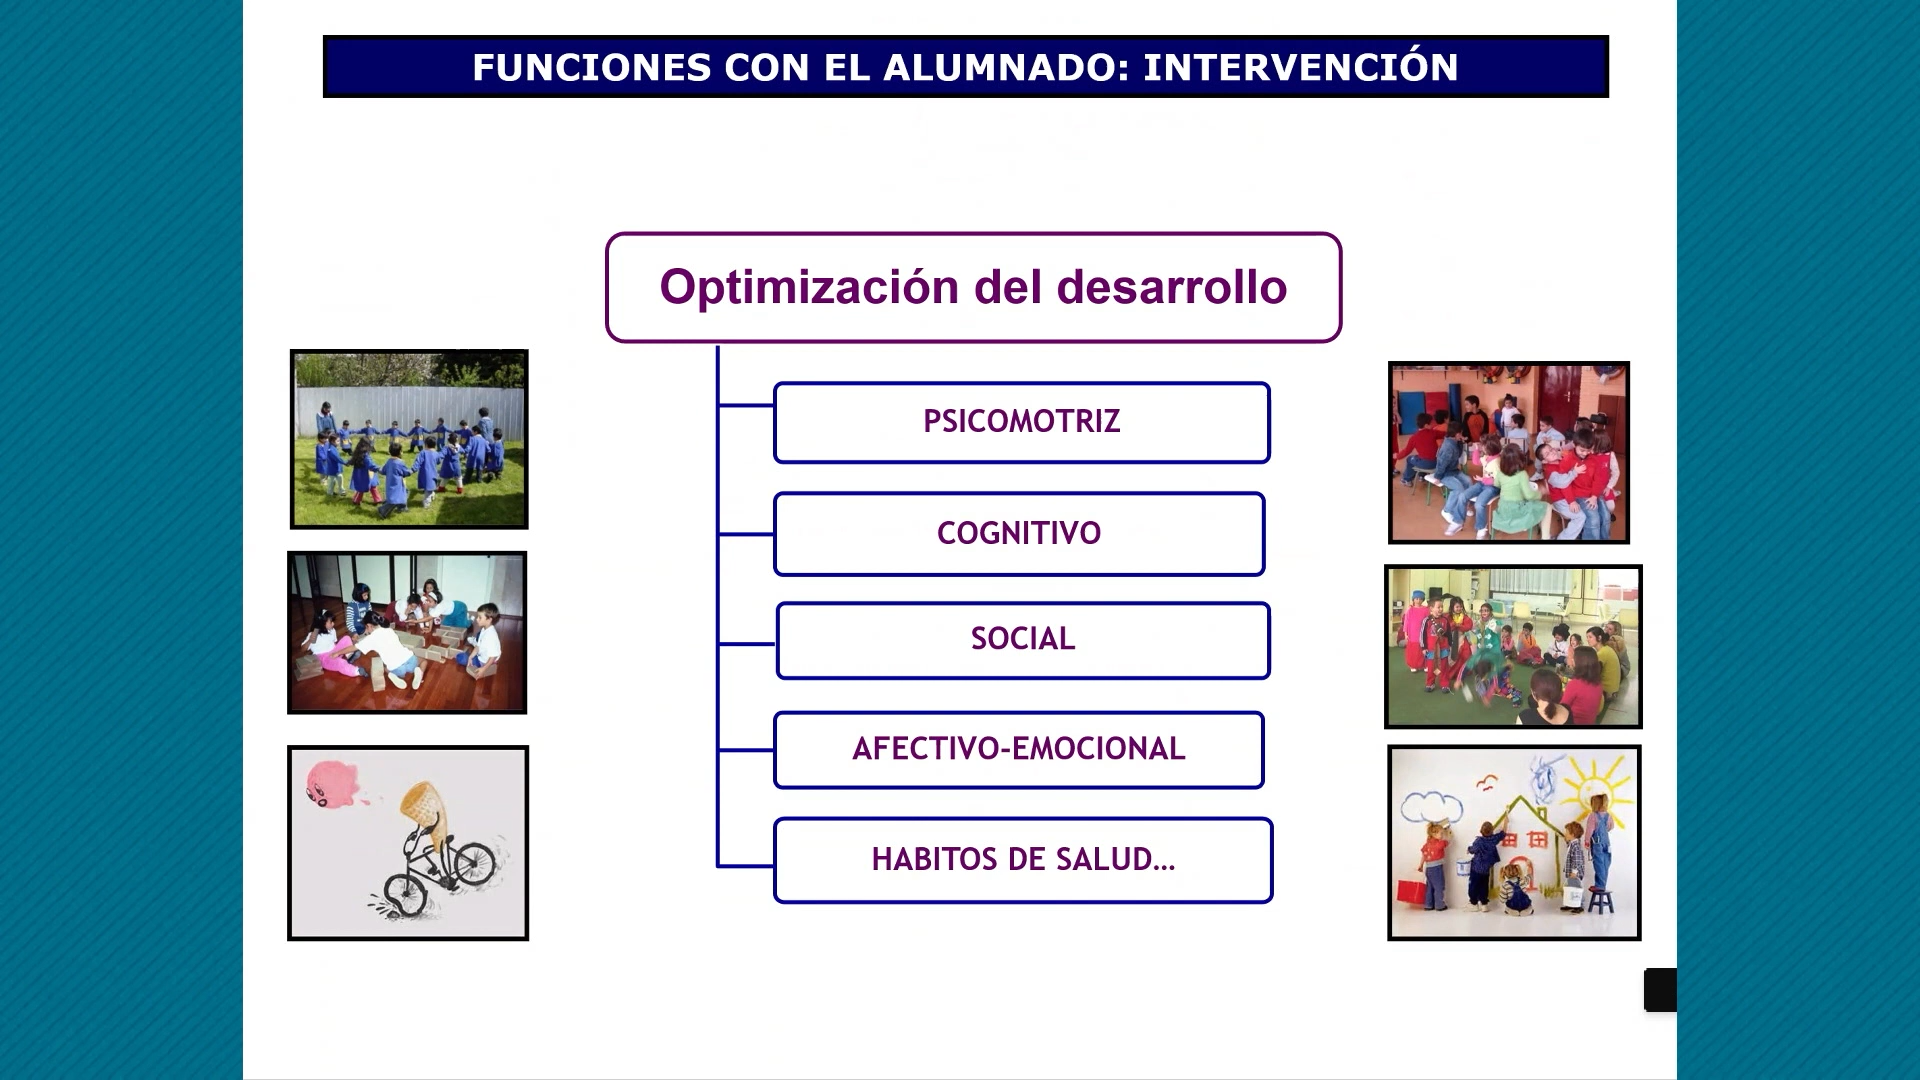 FUNCIONES CON EL ALUMNADO: INTERVENCIÓN
Optimización del desarrollo
PSICOMOTRIZ
COGNITIVO
SOCIAL
AFECTIVO-EMOCIONAL
HABITOS DE SALUD...